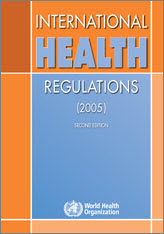 INTERNATIONAL
HEALTH
REGULATIONS
(2005)
SECOND EDITION
World Health
Organization